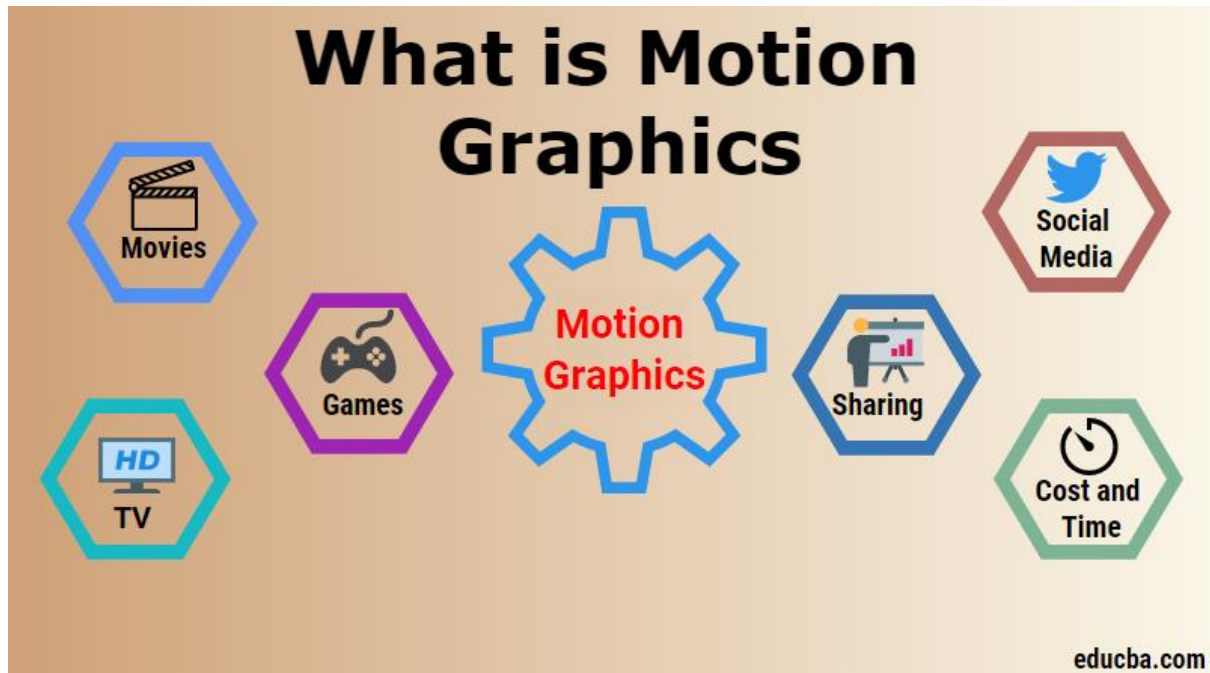 What is Motion
Graphics
Movies
Social
Media
Motion
Graphics
Games
Sharing
HD
TV
Cost and
Time
educba.com